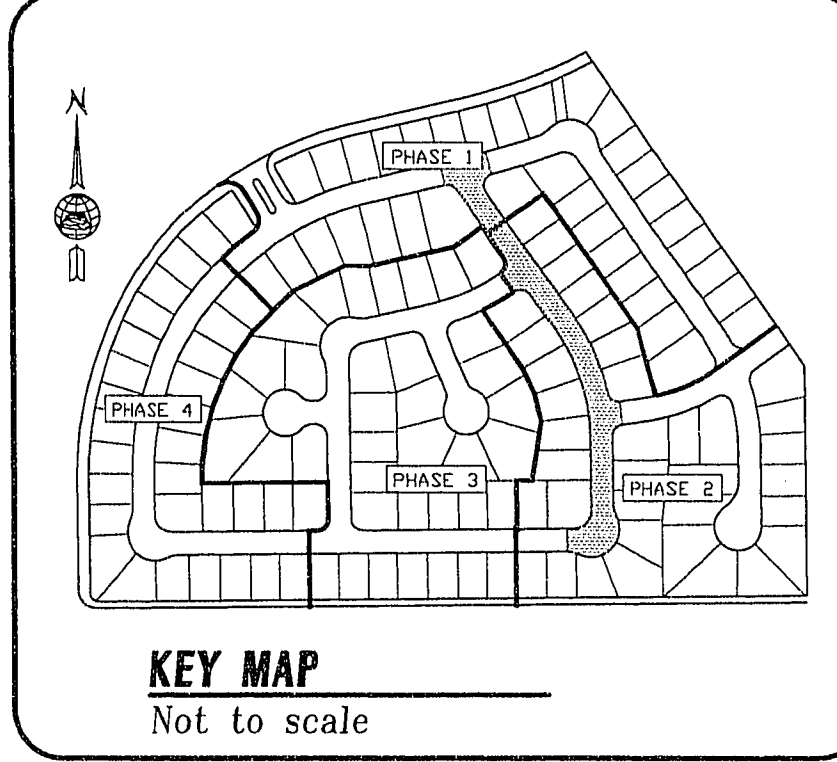 N
PHASE 1
PHASE 4
PHASE 3
PHASE 2
KEY MAP
Not to scale